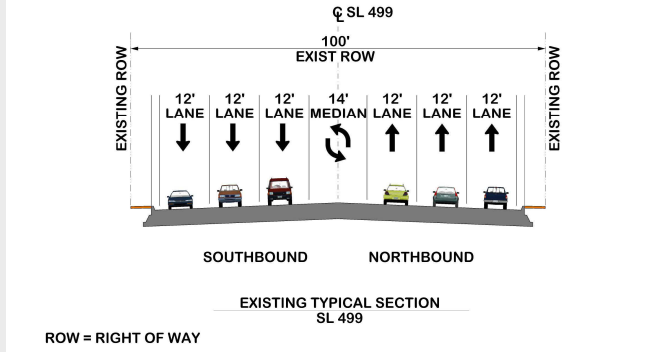 ℄ SL 499
100'
EXIST ROW
EXISTING ROW
EXISTING ROW
12' LANE
12' LANE
12' LANE
14' MEDIAN
12' LANE
12' LANE
12' LANE
SOUTHBOUND
NORTHBOUND
EXISTING TYPICAL SECTION
SL 499
ROW = RIGHT OF WAY